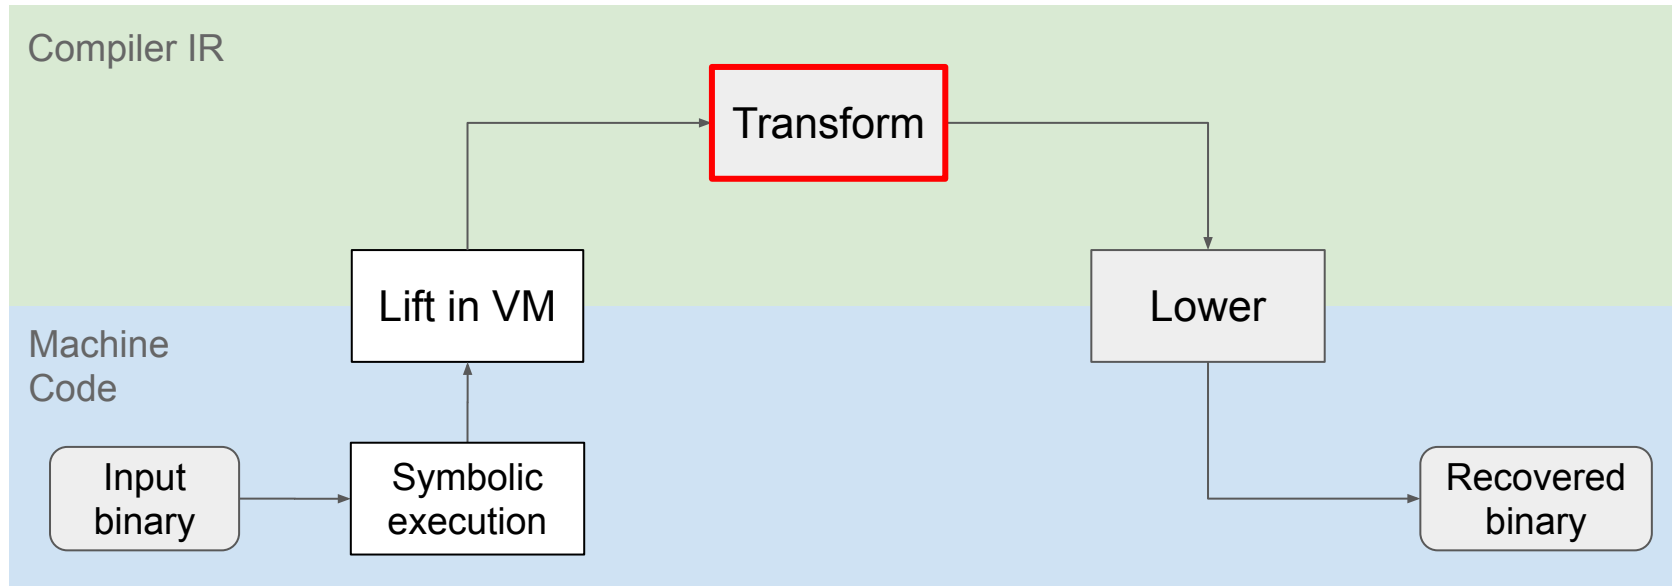 Compiler IR
Transform
Lift in VM
Lower
Machine
Code
Input
binary
Symbolic
execution
Recovered
binary